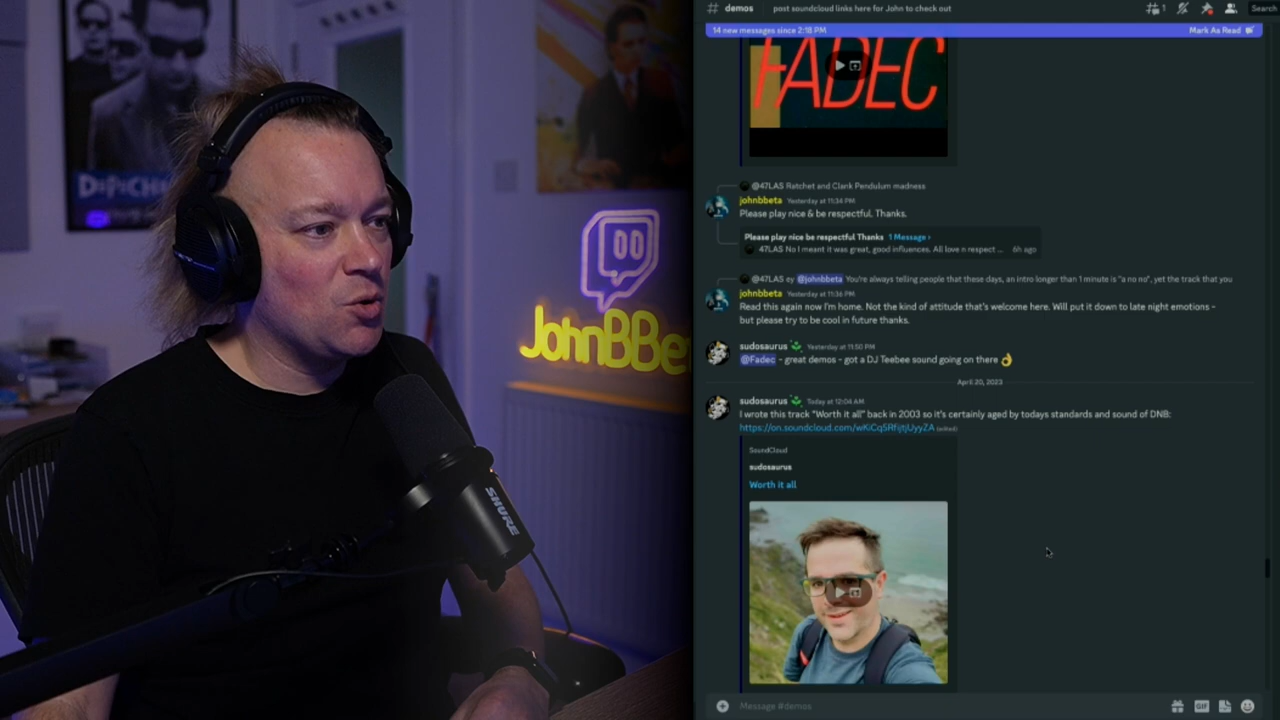 DEPECHE
JohnBBe
SHURE
demos
post soundcloud links here for John to check out
1
Search
14 new messages since 2:18 PM
Mark As Read
FADEC
@47LAS Ratchet and Clank Pendulum madness
johnbbeta Yesterday at 11:34 PM
Please play nice & be respectful. Thanks.
Please play nice be respectful Thanks 1 Message ›
47LAS No I meant it was great, good influences. All love n respect ... 6h ago
@47LAS ey @johnbbeta You're always telling people that these days, an intro longer than 1 minute is "a no no", yet the track that you
johnbbeta Yesterday at 11:36 PM
Read this again now I'm home. Not the kind of attitude that's welcome here. Will put it down to late night emotions -
but please try to be cool in future thanks.
sudosaurus Yesterday at 11:50 PM
@Fadec - great demos - got a DJ Teebee sound going on there 👌
April 20, 2023
sudosaurus Today at 12:04 AM
I wrote this track "Worth it all" back in 2003 so it's certainly aged by todays standards and sound of DNB:
https://on.soundcloud.com/wKiCq5RfijtjUyyZA (edited)
SoundCloud
sudosaurus
Worth it all
Message #demos
GIF